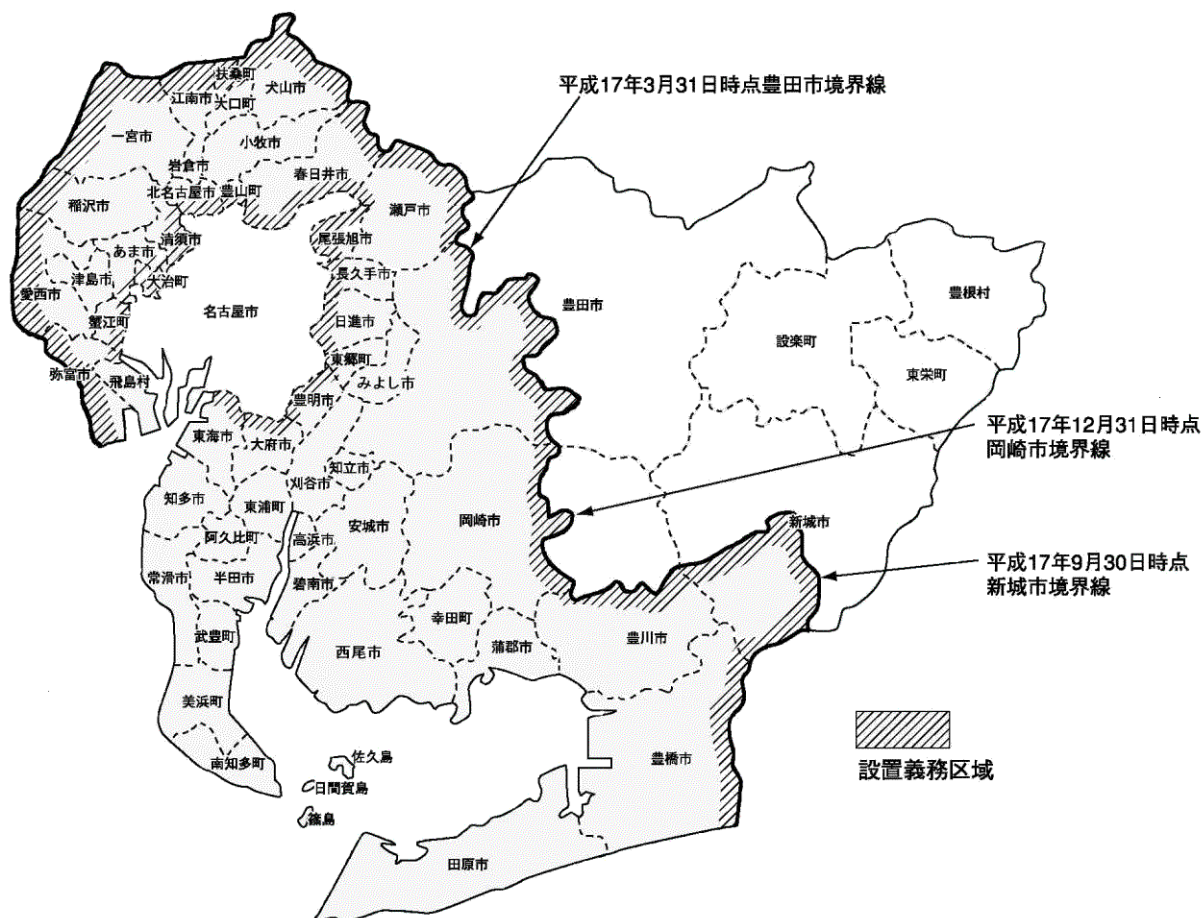 平成17年3月31日時点豊田市境界線
扶桑町
犬山市
江南市
大口町
一宮市
小牧市
岩倉市
春日井市
北名古屋市
豊山町
稲沢市
瀬戸市
清須市
尾張旭市
あま市
長久手市
津島市
大治町
愛西市
名古屋市
豊田市
豊根村
蟹江町
日進市
設楽町
東郷町
東栄町
弥富市
飛島村
みよし市
豊明市
平成17年12月31日時点
岡崎市境界線
東海市
大府市
知立市
刈谷市
知多市
東浦町
安城市
岡崎市
新城市
阿久比町
高浜市
平成17年9月30日時点
新城市境界線
常滑市
半田市
碧南市
幸田町
豊川市
武豊町
西尾市
蒲郡市
美浜町
豊橋市
設置義務区域
南知多町
佐久島
日間賀島
篠島
田原市